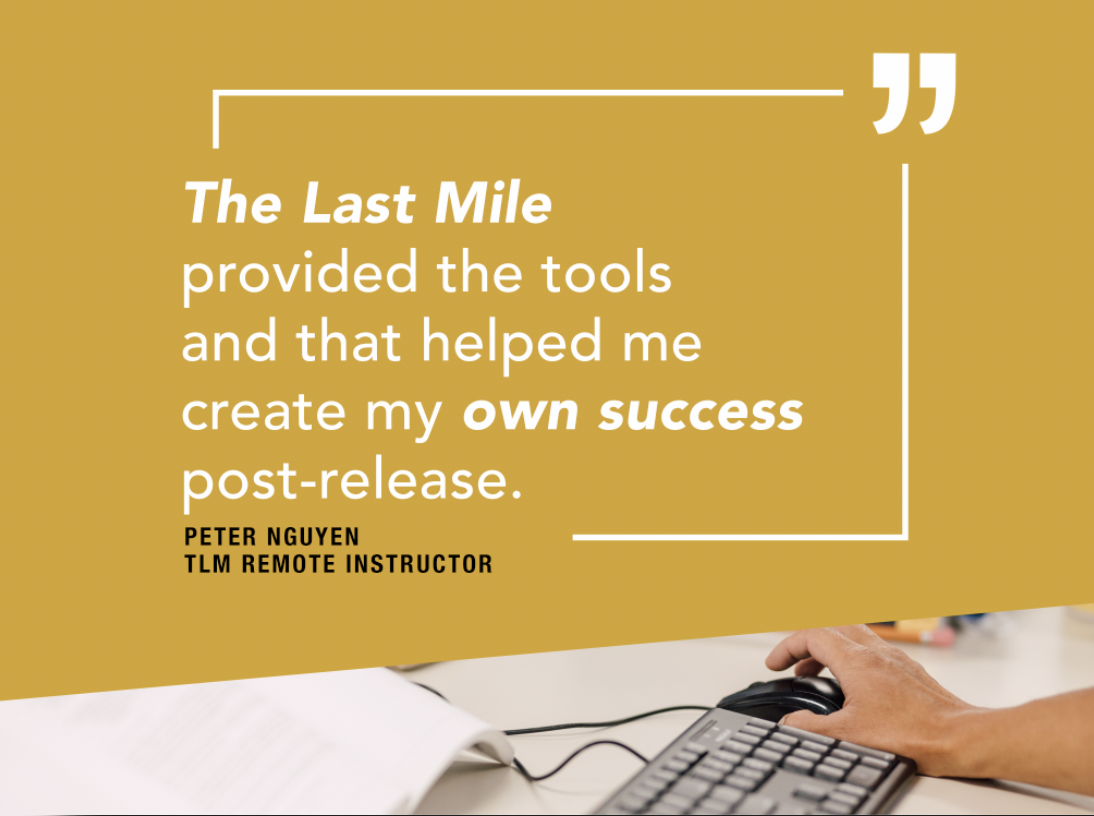 ”
The Last Mile
provided the tools
and that helped me
create my own success
post-release.
PETER NGUYEN
TLM REMOTE INSTRUCTOR